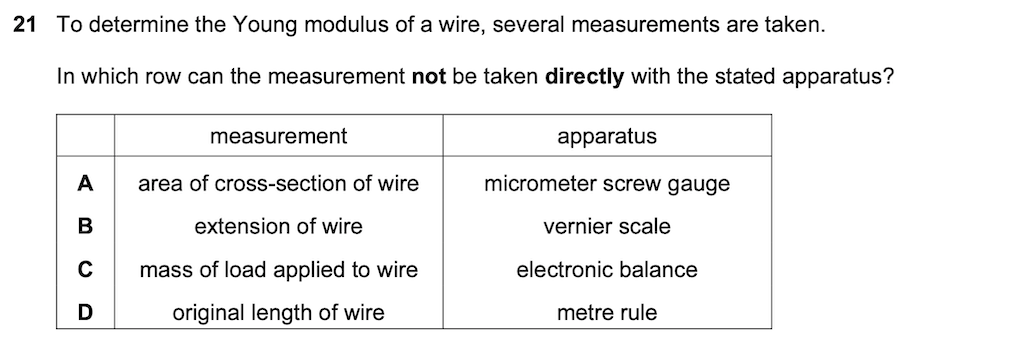 21 To determine the Young modulus of a wire, several measurements are taken.
In which row can the measurement not be taken directly with the stated apparatus?
measurement apparatus
A area of cross-section of wire micrometer screw gauge
B extension of wire vernier scale
C mass of load applied to wire electronic balance
D original length of wire metre rule